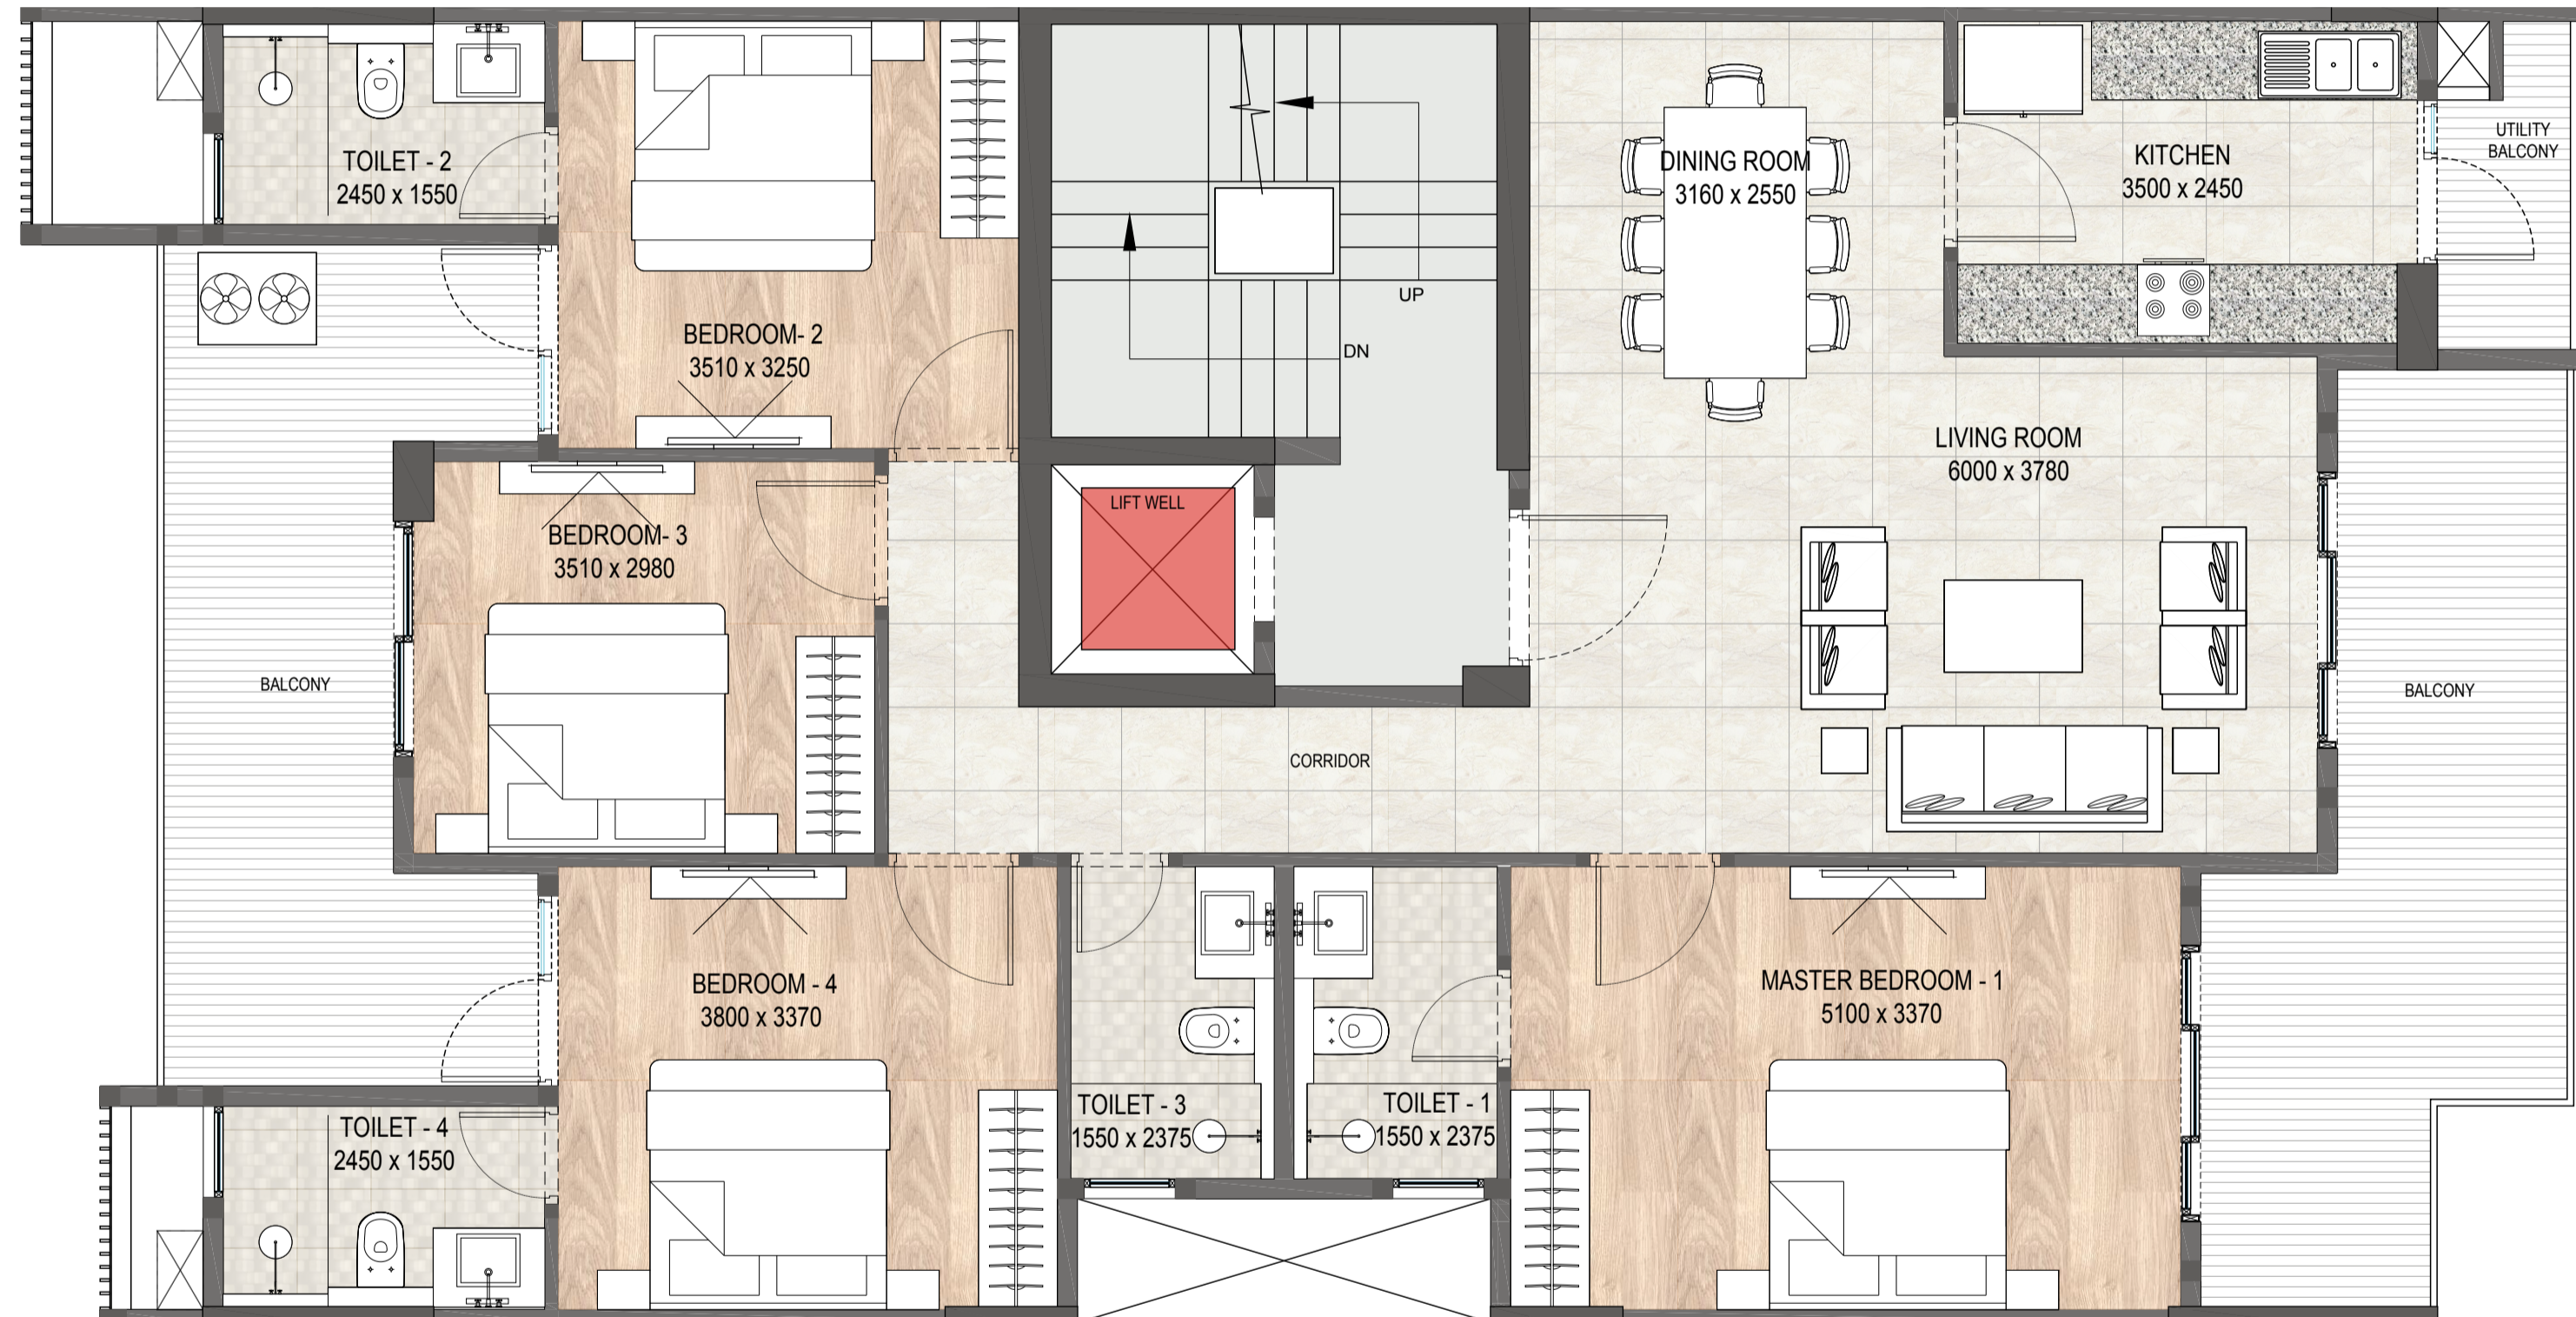 TOILET - 2
2450 x 1550
BEDROOM- 2
3510 x 3250
UP
DN
DINING ROOM
3160 x 2550
KITCHEN
3500 x 2450
UTILITY
BALCONY
LIVING ROOM
6000 x 3780
LIFT WELL
BEDROOM- 3
3510 x 2980
BALCONY
BALCONY
CORRIDOR
BEDROOM - 4
3800 x 3370
MASTER BEDROOM - 1
5100 x 3370
TOILET - 4
2450 x 1550
TOILET - 3
1550 x 2375
TOILET - 1
1550 x 2375